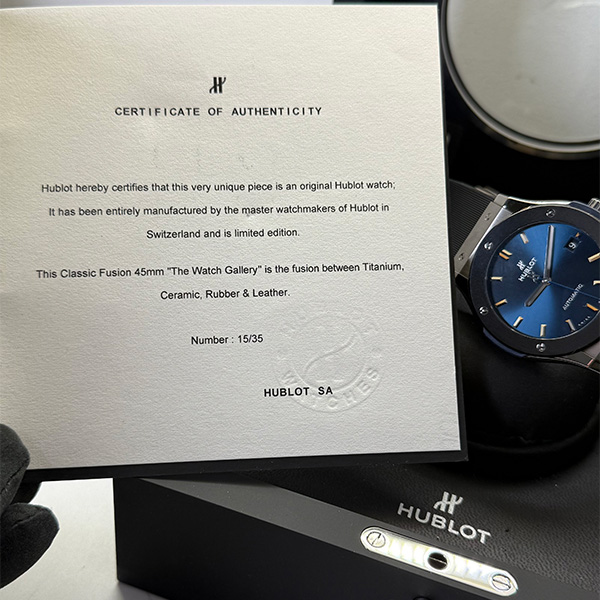 CERTIFICATE OF AUTHENTICITY
Hublot hereby certifies that this very unique piece is an original Hublot watch;
It has been entirely manufactured by the master watchmakers of Hublot in
Switzerland and is limited edition.
This Classic Fusion 45mm "The Watch Gallery" is the fusion between Titanium,
Ceramic, Rubber & Leather.
Number : 15/35
HUBLOT SA
WATCHES
HUBLOT
AUTOMATIC
HUBLOT